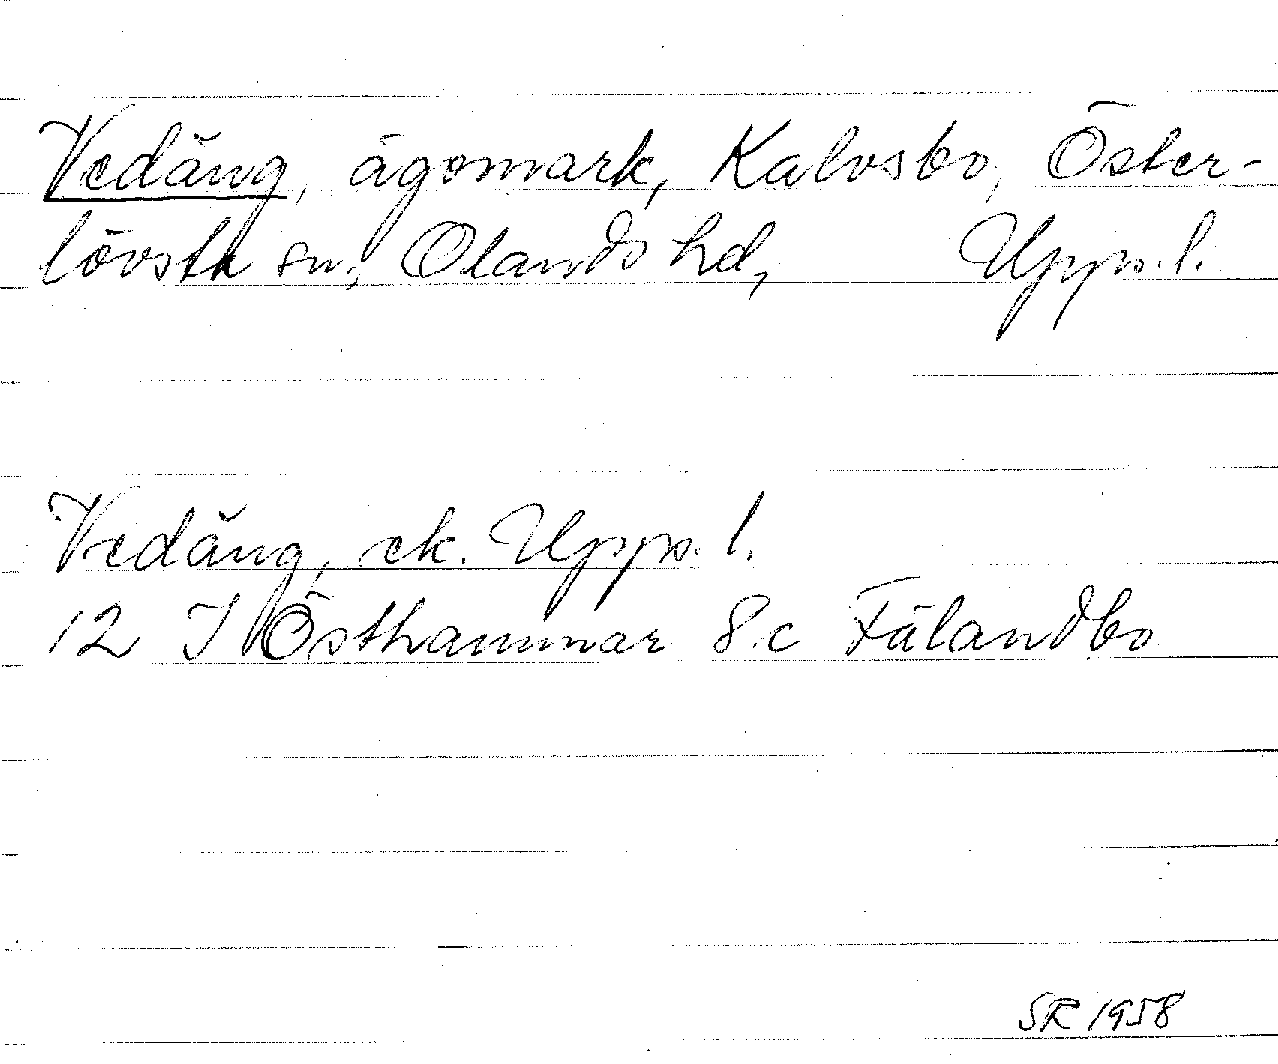 Vedäng, ägomark, Kalvsbo, Öster-
lövsta sn., Olands hd, Upps. l.
Vedäng, ek. Upps. l.
12 I Östhammar 8 c Fälandbo
SR 1958